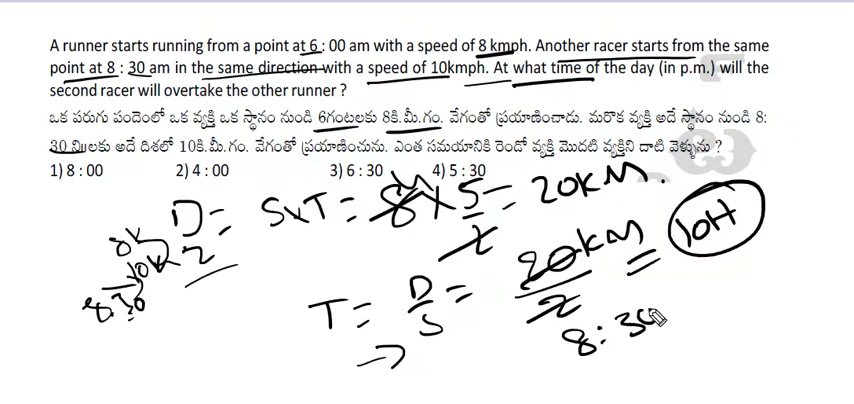 A runner starts running from a point at 6 : 00 am with a speed of 8 kmph. Another racer starts from the same
point at 8 : 30 am in the same direction with a speed of 10kmph. At what time of the day (in p.m.) will the
second racer will overtake the other runner ?
ఒక పరుగు పందెంలో ఒక వ్యక్తి ఒక స్థానం నుండి 6గంటలకు 8కి.మీ.గం. వేగంతో ప్రయాణించాడు. మరొక వ్యక్తి అదే స్థానం నుండి 8:
30 నిలకు అదే దిశలో 10కి.మీ.గం. వేగంతో ప్రయాణించును. ఎంత సమయానికి రెండో వ్యక్తి మొదటి వ్యక్తిని దాటి వెళ్ళును ?
1) 8 : 00 2) 4 : 00 3) 6 : 30 4) 5 : 30
D = S x T = 8 x 5 = 20KM.
2
2
T = D = 20KM = 10H
S 2
8:30
8:30